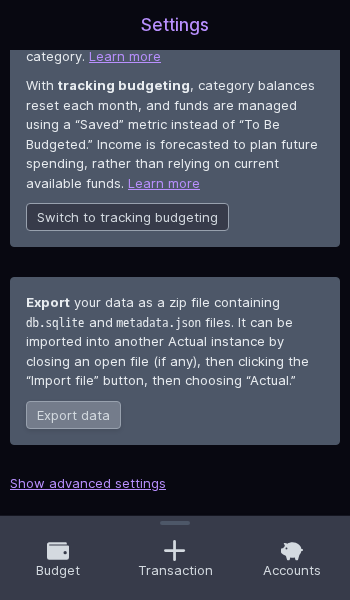 Settings
category. Learn more
With tracking budgeting, category balances
reset each month, and funds are managed
using a “Saved” metric instead of “To Be
Budgeted.” Income is forecasted to plan future
spending, rather than relying on current
available funds. Learn more
Switch to tracking budgeting
Export your data as a zip file containing
db.sqlite and metadata.json files. It can be
imported into another Actual instance by
closing an open file (if any), then clicking the
“Import file” button, then choosing “Actual.”
Export data
Show advanced settings
Budget Transaction Accounts